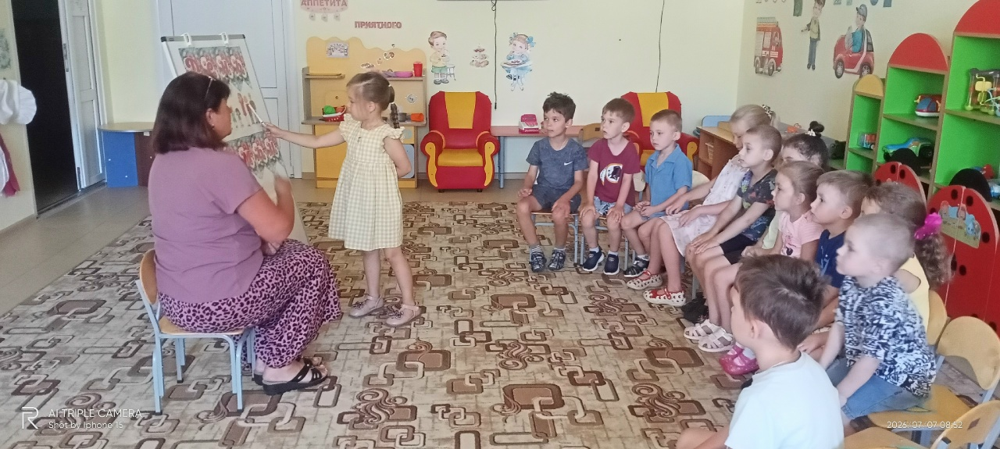 АППЕТИТА
ПРИЯТНОГО
AI TRIPLE CAMERA
Shot by Iphone 15
2026-07-07 08:52